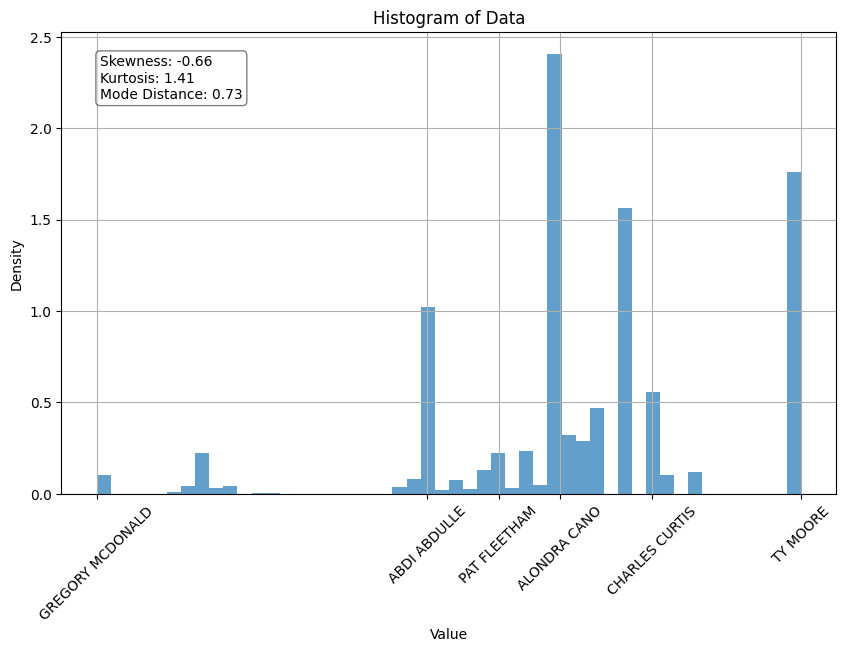 Histogram of Data
Skewness: -0.66
Kurtosis: 1.41
Mode Distance: 0.73
Density
2.5
2.0
1.5
1.0
0.5
0.0
GREGORY MCDONALD
ABDI ABDULLE
PAT FLEETHAM
ALONDRA CANO
CHARLES CURTIS
TY MOORE
Value